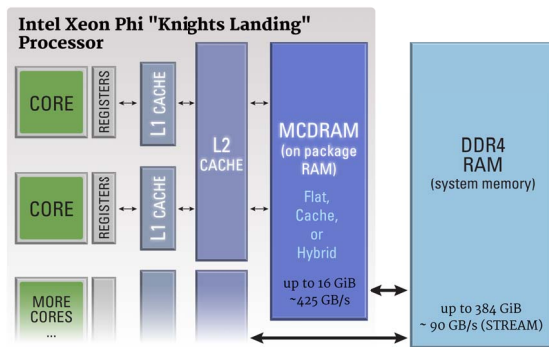 Intel Xeon Phi "Knights Landing"
Processor
CORE
REGISTERS
L1 CACHE
L2
CACHE
MCDRAM
(on package
RAM)
Flat,
Cache,
or
Hybrid
up to 16 GiB
~425 GB/s
DDR4
RAM
(system memory)
up to 384 GiB
~ 90 GB/s (STREAM)
CORE
REGISTERS
L1 CACHE
MORE
CORES
...